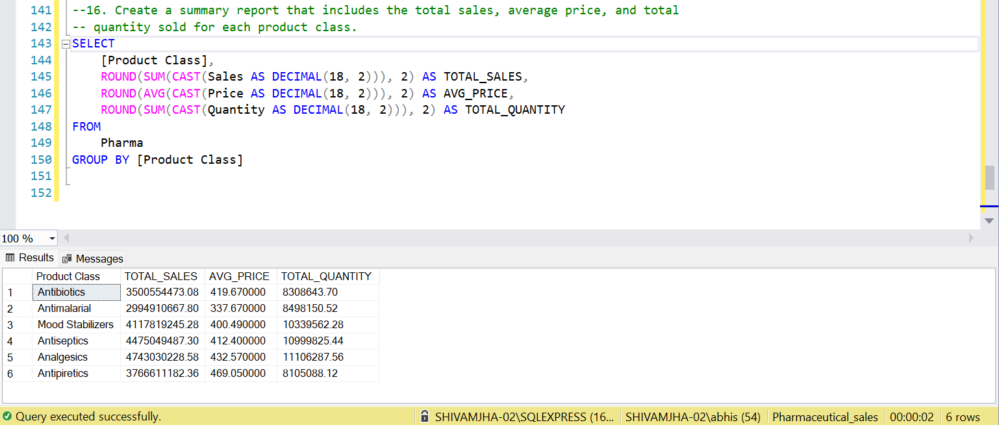 141 --16. Create a summary report that includes the total sales, average price, and total
142 -- quantity sold for each product class.
143 SELECT
144 [Product Class],
145 ROUND(SUM(CAST(Sales AS DECIMAL(18, 2))), 2) AS TOTAL_SALES,
146 ROUND(AVG(CAST(Price AS DECIMAL(18, 2))), 2) AS AVG_PRICE,
147 ROUND(SUM(CAST(Quantity AS DECIMAL(18, 2))), 2) AS TOTAL_QUANTITY
148 FROM
149 Pharma
150 GROUP BY [Product Class]
151
152
100 %
Results Messages
Product Class TOTAL_SALES AVG_PRICE TOTAL_QUANTITY
1 Antibiotics 3500554473.08 419.670000 8308643.70
2 Antimalarial 2994910667.80 337.670000 8498150.52
3 Mood Stabilizers 4117819245.28 400.490000 10339562.28
4 Antiseptics 4475049487.30 412.400000 10999825.44
5 Analgesics 4743030228.58 432.570000 11106287.56
6 Antipiretics 3766611182.36 469.050000 8105088.12
Query executed successfully. SHIVAMJHA-02\SQLEXPRESS (16... SHIVAMJHA-02\abhis (54) Pharmaceutical_sales 00:00:02 6 rows